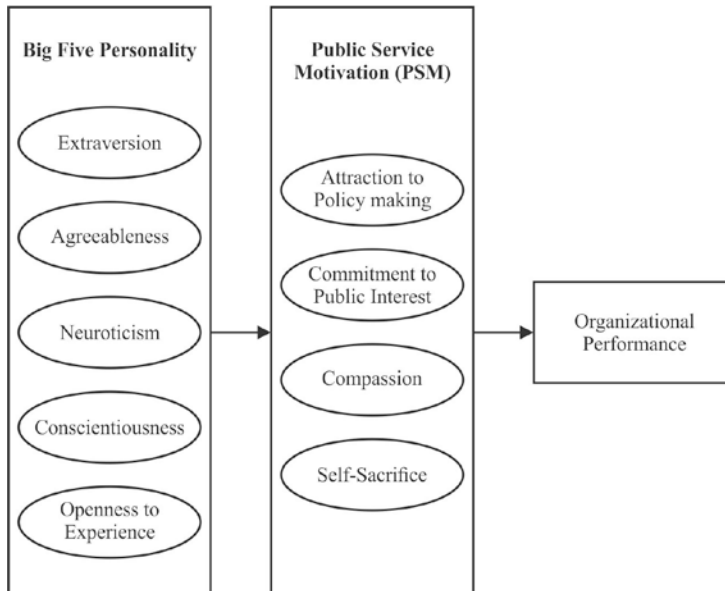 Big Five Personality
Extraversion
Agreeableness
Neuroticism
Conscientiousness
Openness to
Experience
Public Service
Motivation (PSM)
Attraction to
Policy making
Commitment to
Public Interest
Compassion
Self-Sacrifice
Organizational
Performance